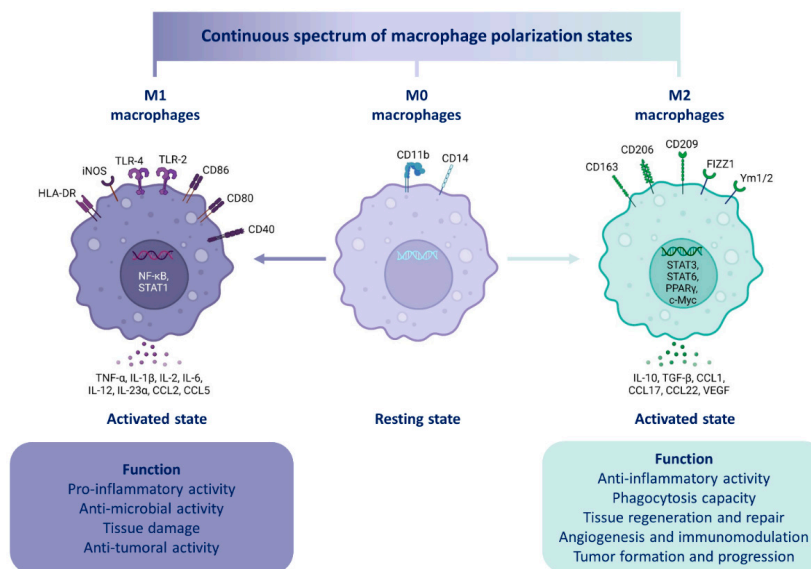 Continuous spectrum of macrophage polarization states
M1
macrophages
M0
macrophages
M2
macrophages
HLA-DR
iNOS
TLR-4
TLR-2
CD86
CD80
CD40
NF-κB,
STAT1
TNF-α, IL-1β, IL-2, IL-6,
IL-12, IL-23α, CCL2, CCL5
Activated state
CD11b
CD14
Resting state
CD163
CD206
CD209
FIZZ1
Ym1/2
STAT3,
STAT6,
PPARγ,
c-Myc
IL-10, TGF-β, CCL1,
CCL17, CCL22, VEGF
Activated state
Function
Pro-inflammatory activity
Anti-microbial activity
Tissue damage
Anti-tumoral activity
Function
Anti-inflammatory activity
Phagocytosis capacity
Tissue regeneration and repair
Angiogenesis and immunomodulation
Tumor formation and progression